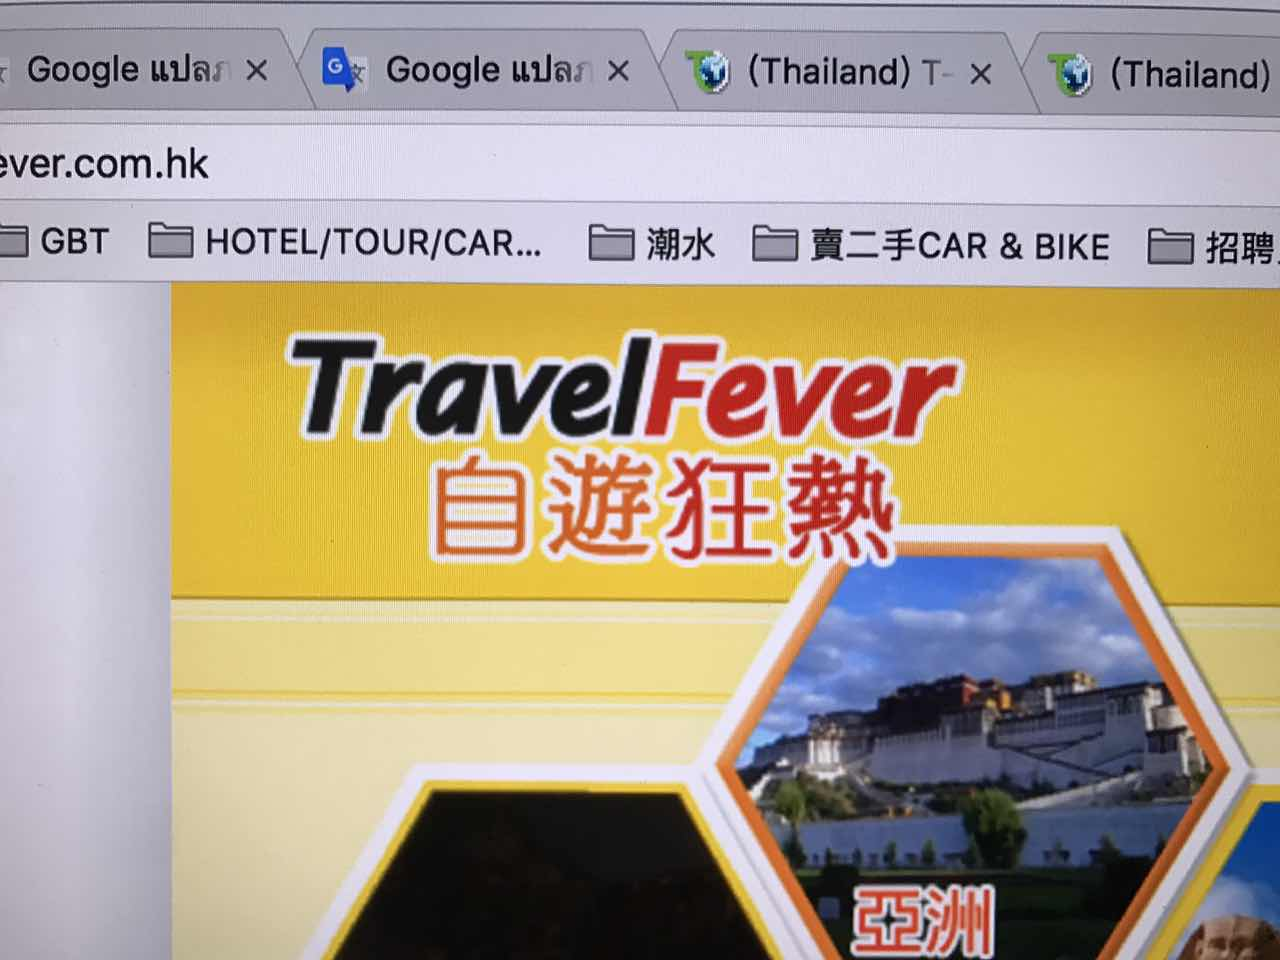 Google แปลภ
Google แปลภ
(Thailand) T-
(Thailand)
ever.com.hk
GBT
HOTEL/TOUR/CAR...
潮水
賣二手CAR & BIKE
招聘
TravelFever
自遊狂熱
亞洲